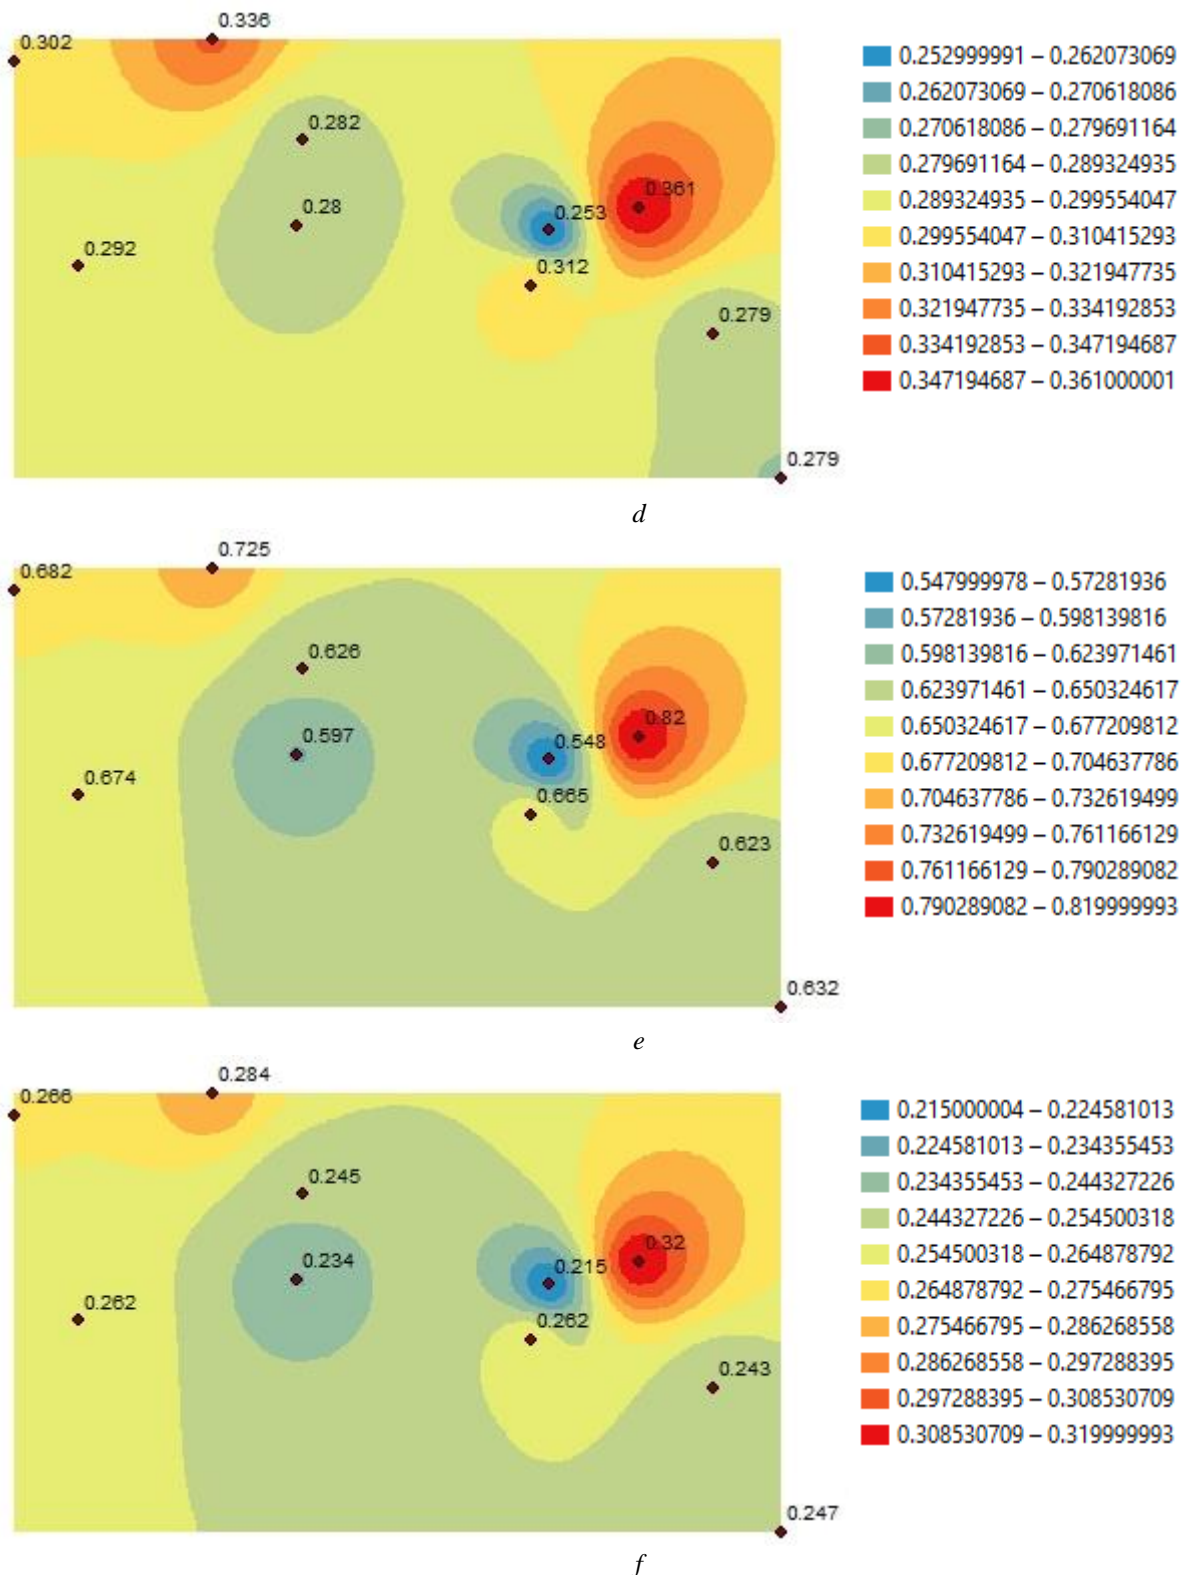 0.336
0.302
0.282
0.361
0.28
0.253
0.292
0.312
0.279
0.279
0.252999991 – 0.262073069
0.262073069 – 0.270618086
0.270618086 – 0.279691164
0.279691164 – 0.289324935
0.289324935 – 0.299554047
0.299554047 – 0.310415293
0.310415293 – 0.321947735
0.321947735 – 0.334192853
0.334192853 – 0.347194687
0.347194687 – 0.361000001
d
0.725
0.682
0.626
0.82
0.597
0.548
0.674
0.665
0.623
0.632
0.547999978 – 0.57281936
0.57281936 – 0.598139816
0.598139816 – 0.623971461
0.623971461 – 0.650324617
0.650324617 – 0.677209812
0.677209812 – 0.704637786
0.704637786 – 0.732619499
0.732619499 – 0.761166129
0.761166129 – 0.790289082
0.790289082 – 0.819999993
e
0.284
0.266
0.245
0.32
0.234
0.215
0.262
0.262
0.243
0.247
0.215000004 – 0.224581013
0.224581013 – 0.234355453
0.234355453 – 0.244327226
0.244327226 – 0.254500318
0.254500318 – 0.264878792
0.264878792 – 0.275466795
0.275466795 – 0.286268558
0.286268558 – 0.297288395
0.297288395 – 0.308530709
0.308530709 – 0.319999993
f